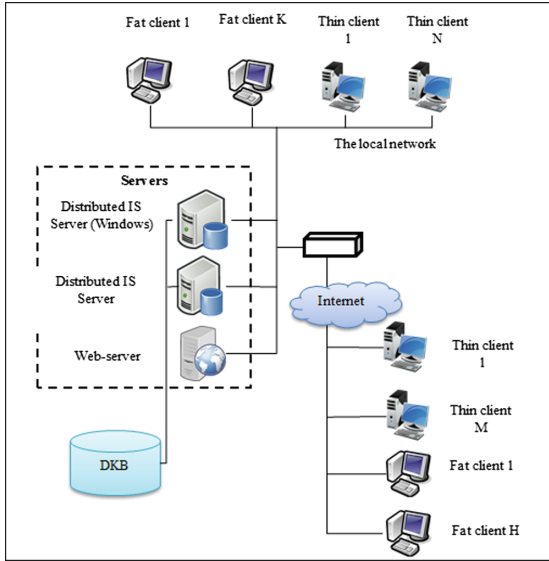 Fat client 1
Fat client K
Thin client
1
Thin client
N
The local network
Servers
Distributed IS
Server (Windows)
Distributed IS
Server
Web-server
DKB
Internet
Thin client
1
Thin client
M
Fat client 1
Fat client H